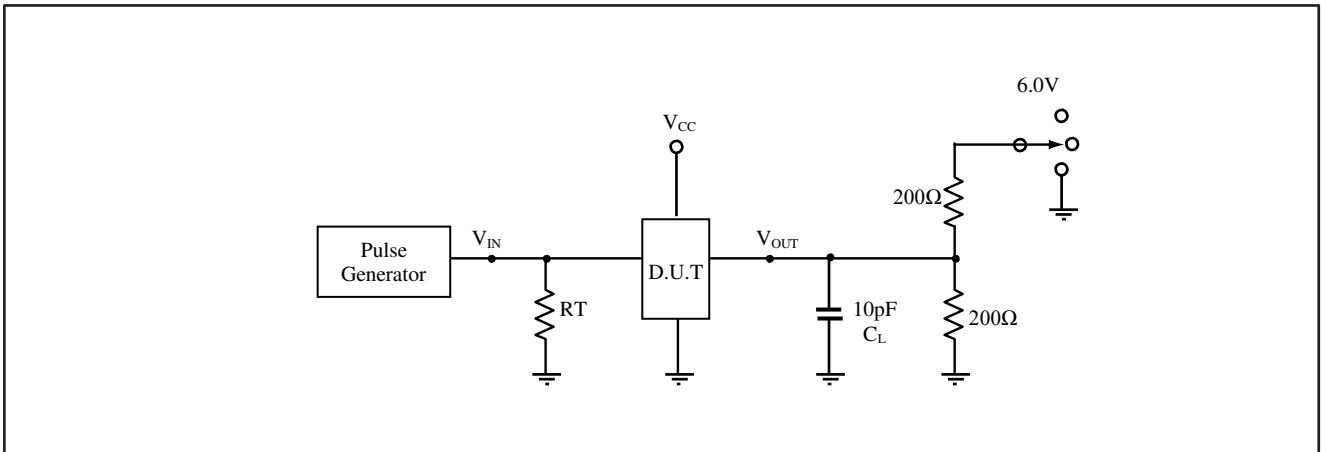 6.0V
V_CC
200Ω
Pulse
Generator
V_IN
D.U.T
V_OUT
RT
10pF
C_L
200Ω